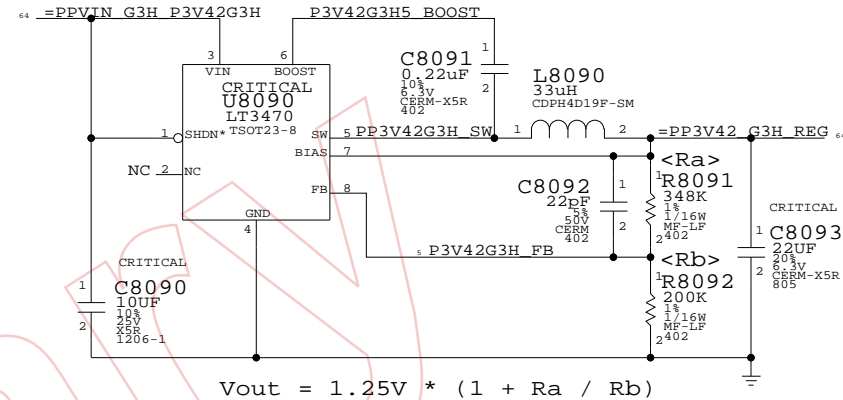 64 =PPVIN_G3H_P3V42G3H
P3V42G3H5_BOOST
3
6
VIN
BOOST
CRITICAL
U8090
LT3470
TSOT23-8
1
SHDN*
SW
5
PP3V42G3H_SW
BIAS
7
NC
2
NC
FB
8
GND
4
C8091
0.22uF
10%
6.3V
CERM-X5R
402
1
2
L8090
33uH
CDPH4D19F-SM
1
2
=PP3V42_G3H_REG
64
<Ra>
R8091
348K
1%
1/16W
MF-LF
402
1
2
C8092
22pF
5%
50V
CERM
402
1
2
5 P3V42G3H_FB
<Rb>
R8092
200K
1%
1/16W
MF-LF
402
1
2
CRITICAL
C8093
22UF
20%
6.3V
CERM-X5R
805
1
2
CRITICAL
C8090
10UF
10%
25V
X5R
1206-1
1
2
Vout = 1.25V * (1 + Ra / Rb)